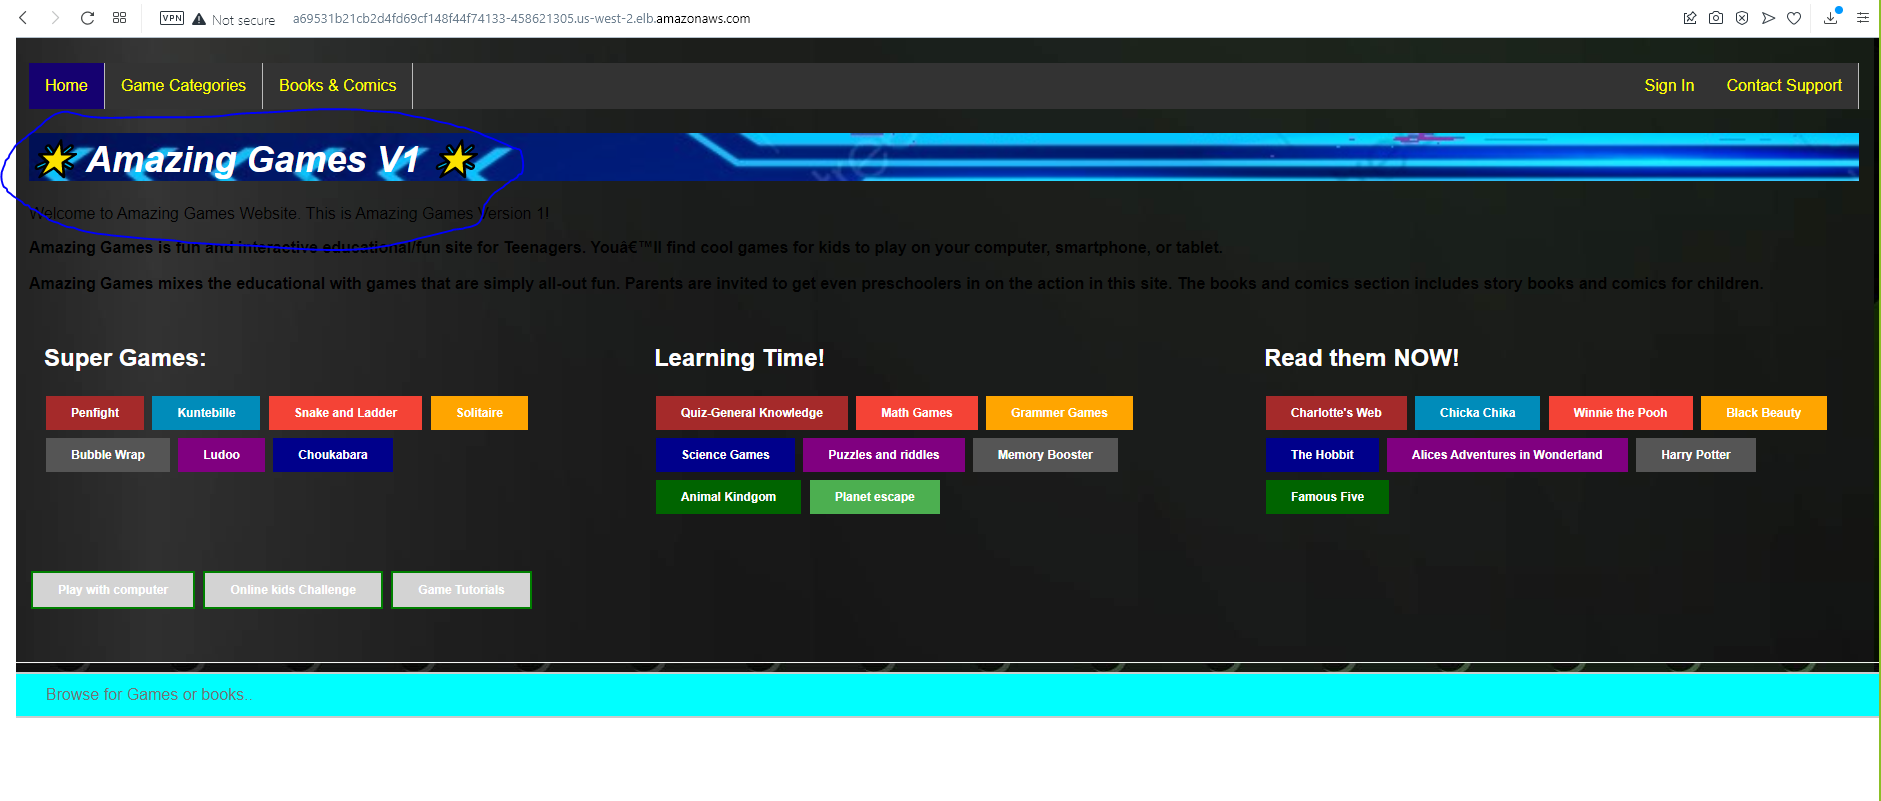 VPN Not secure a69531b21cb2d4fd69cf148f44f74133-458621305.us-west-2.elb.amazonaws.com
Home Game Categories Books & Comics Sign In Contact Support
Amazing Games V1
Welcome to Amazing Games Website. This is Amazing Games Version 1!
Amazing Games is fun and interactive educational/fun site for Teenagers. Youâ€™ll find cool games for kids to play on your computer, smartphone, or tablet.
Amazing Games mixes the educational with games that are simply all-out fun. Parents are invited to get even preschoolers in on the action in this site. The books and comics section includes story books and comics for children.
Super Games:
Penfight Kuntebille Snake and Ladder Solitaire
Bubble Wrap Ludoo Choukabara
Learning Time!
Quiz-General Knowledge Math Games Grammer Games
Science Games Puzzles and riddles Memory Booster
Animal Kindgom Planet escape
Read them NOW!
Charlotte's Web Chicka Chika Winnie the Pooh Black Beauty
The Hobbit Alices Adventures in Wonderland Harry Potter
Famous Five
Play with computer Online kids Challenge Game Tutorials
Browse for Games or books..